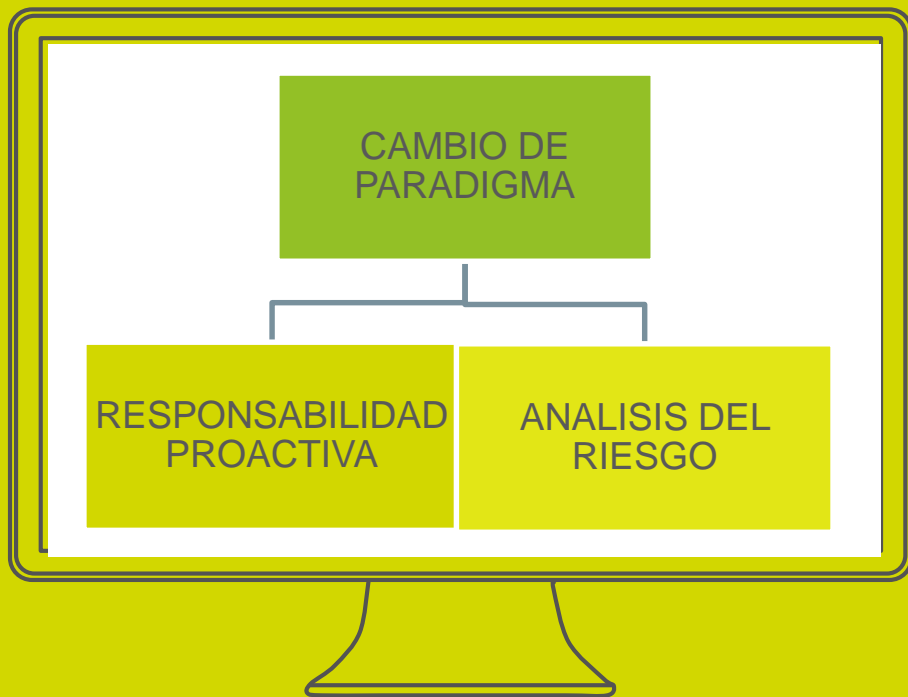 CAMBIO DE
PARADIGMA
RESPONSABILIDAD
PROACTIVA
ANALISIS DEL
RIESGO